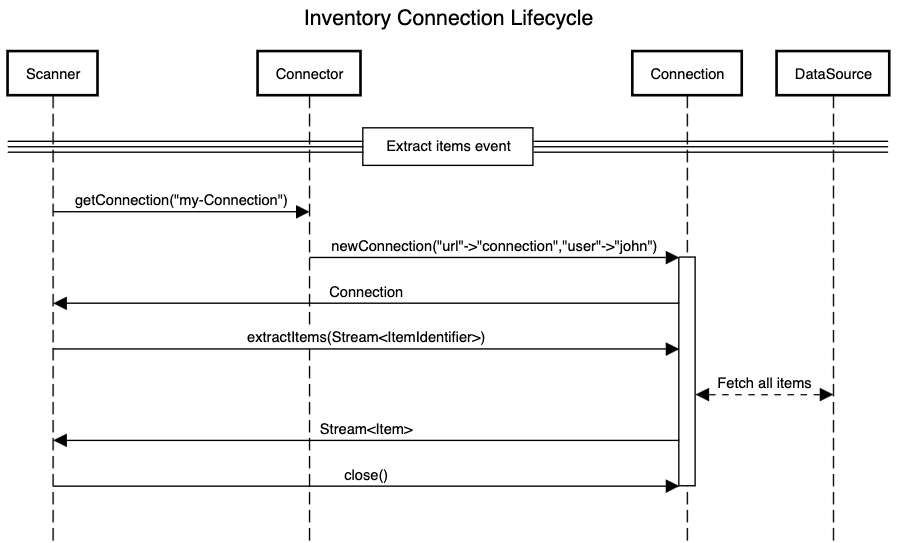 Inventory Connection Lifecycle
Scanner
Connector
Connection
DataSource
Extract items event
getConnection("my-Connection")
newConnection("url"->"connection","user"->"john")
Connection
extractItems(Stream<ItemIdentifier>)
Fetch all items
Stream<Item>
close()